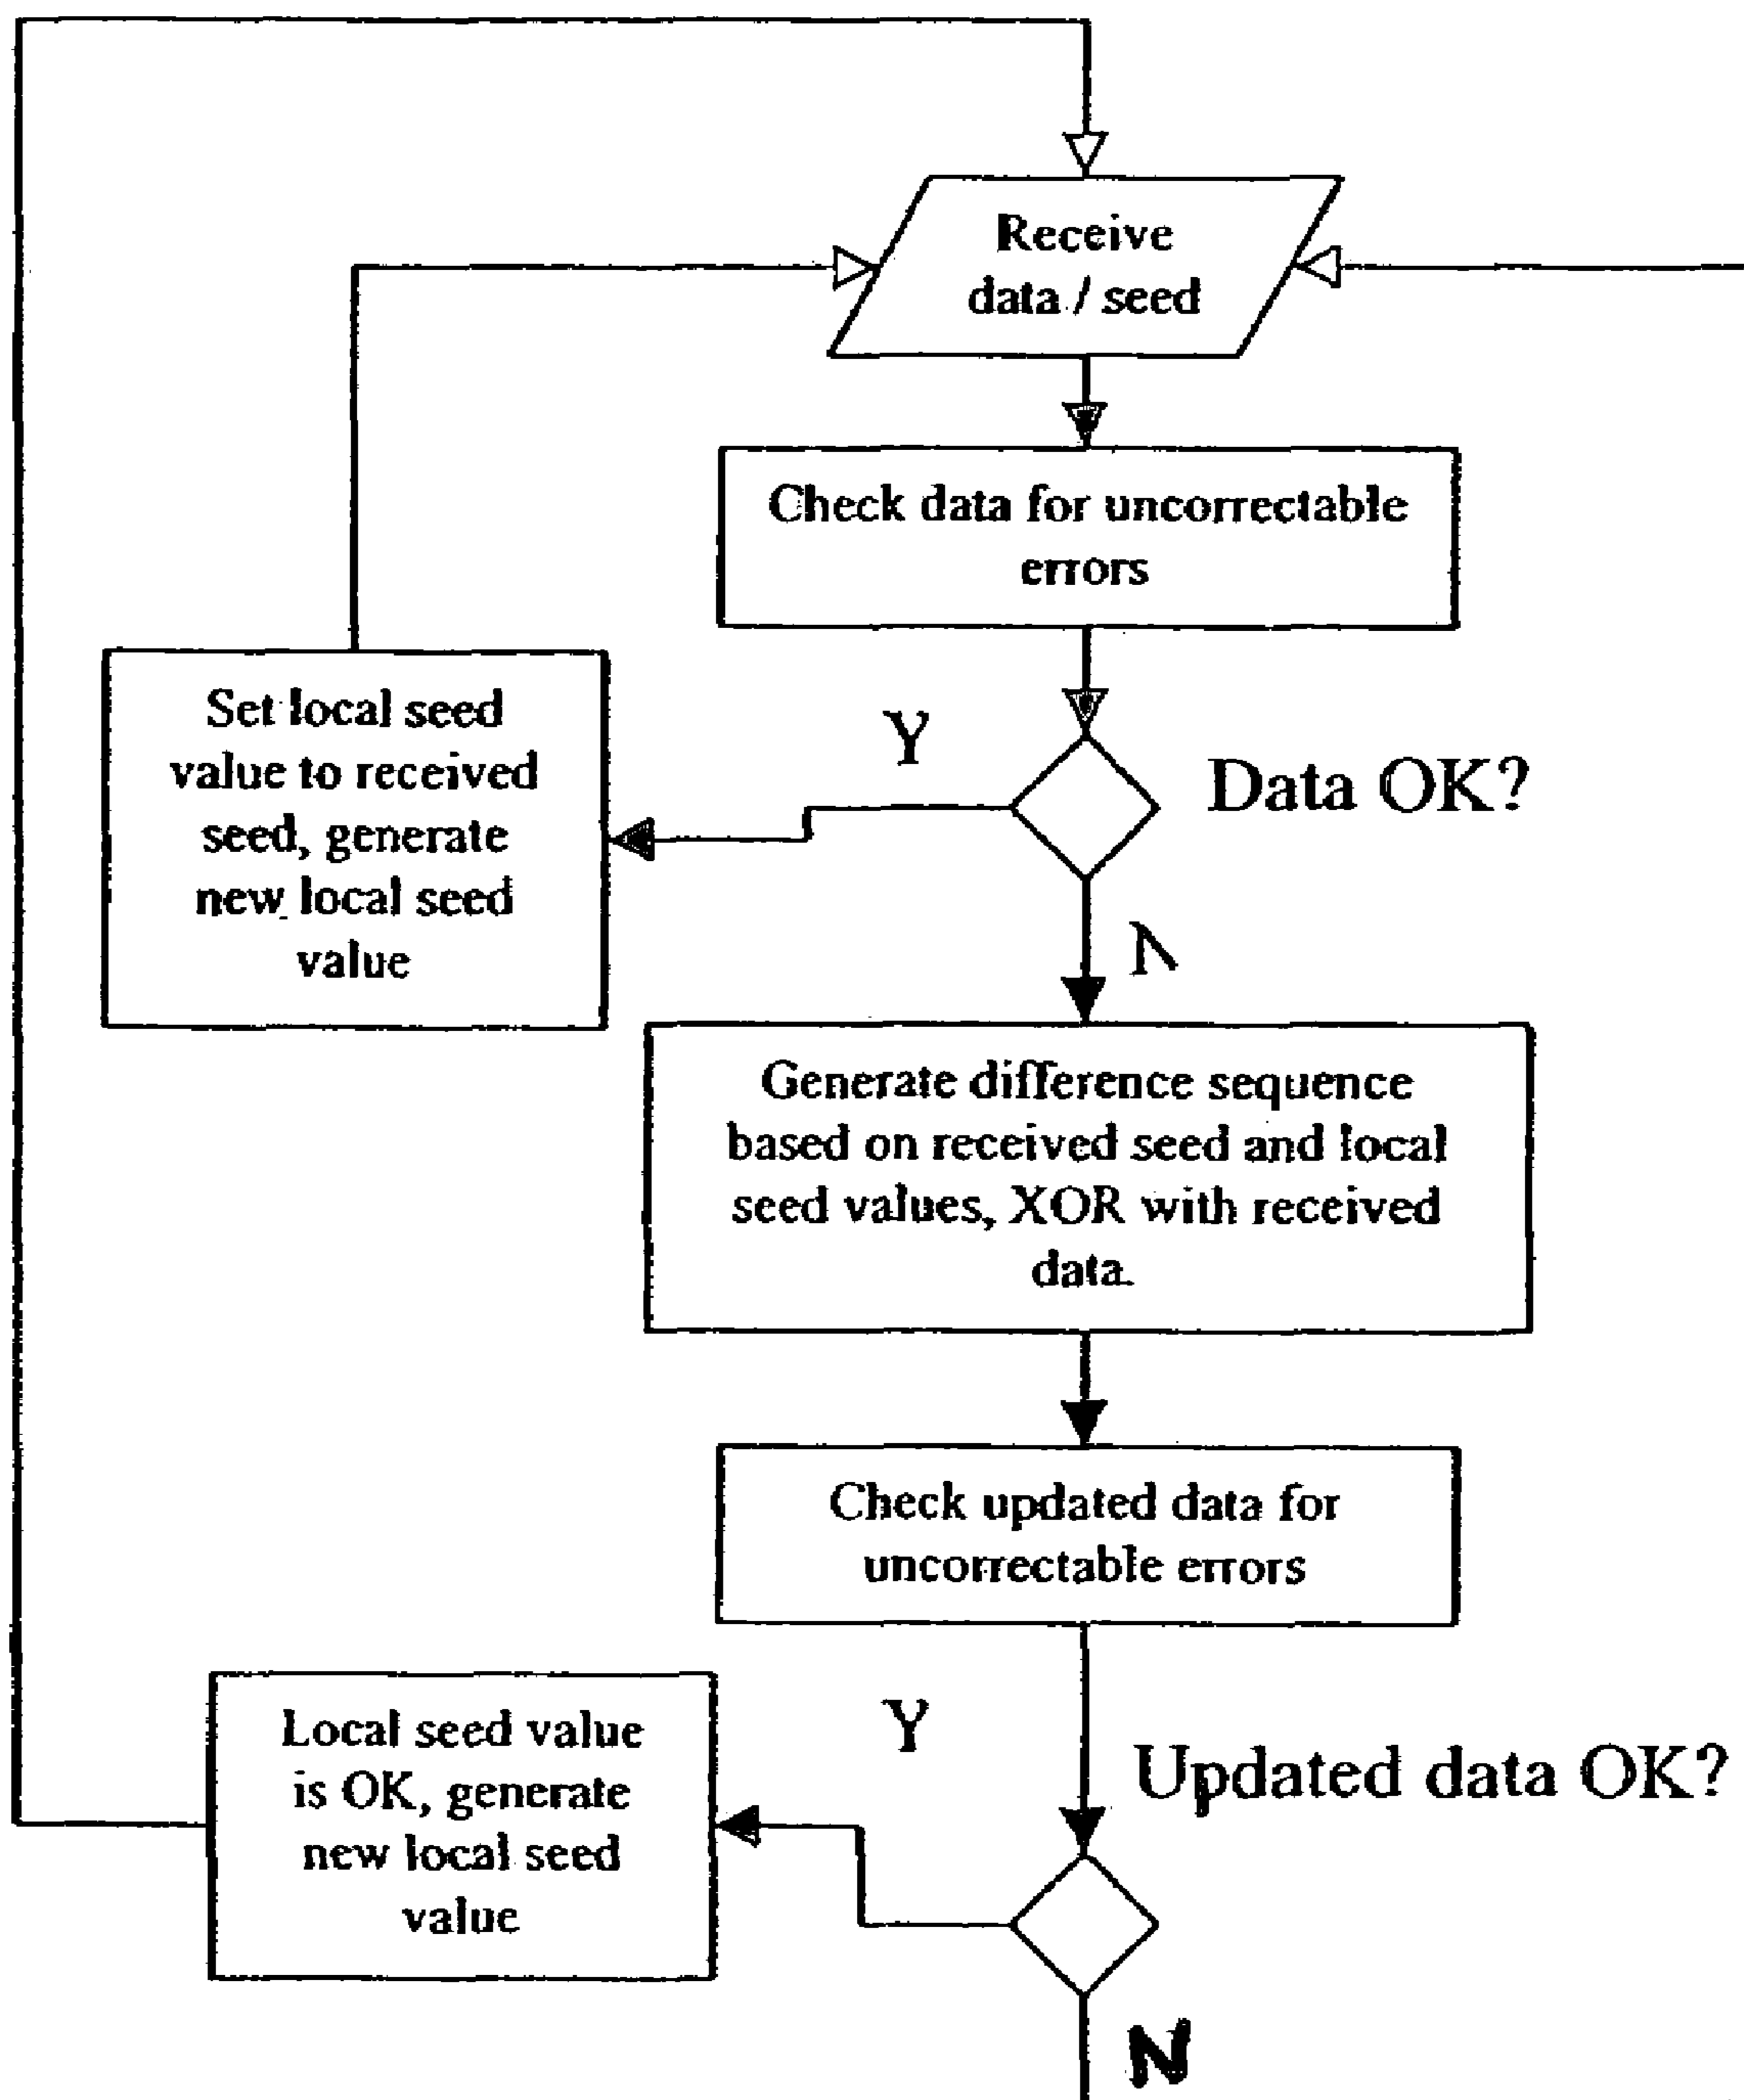 Receive
data / seed
Check data for uncorrectable
errors
Set local seed
value to received
seed, generate
new local seed
value
Y
Data OK?
N
Generate difference sequence
based on received seed and local
seed values, XOR with received
data.
Check updated data for
uncorrectable errors
Local seed value
is OK, generate
new local seed
value
Y
Updated data OK?
N